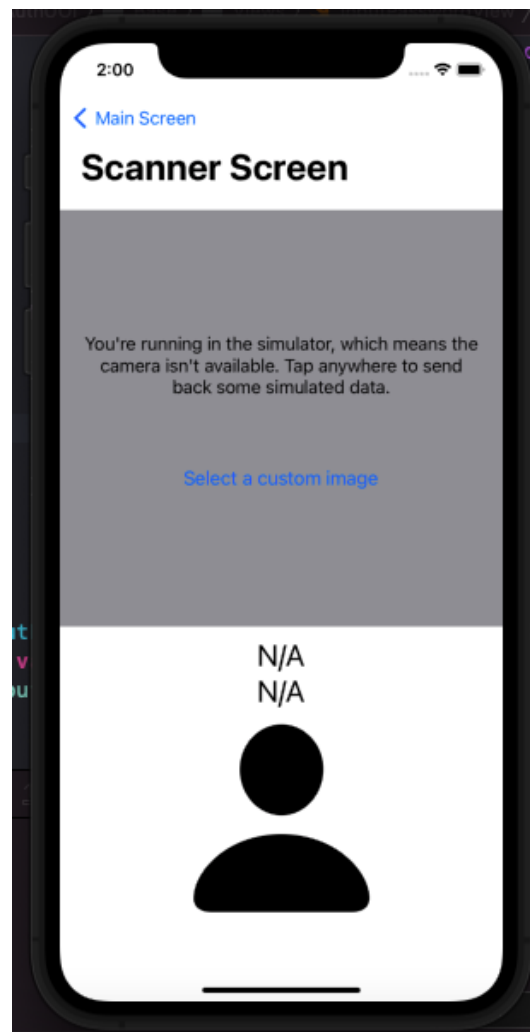 2:00
Main Screen
Scanner Screen
You're running in the simulator, which means the
camera isn't available. Tap anywhere to send
back some simulated data.
Select a custom image
N/A
N/A